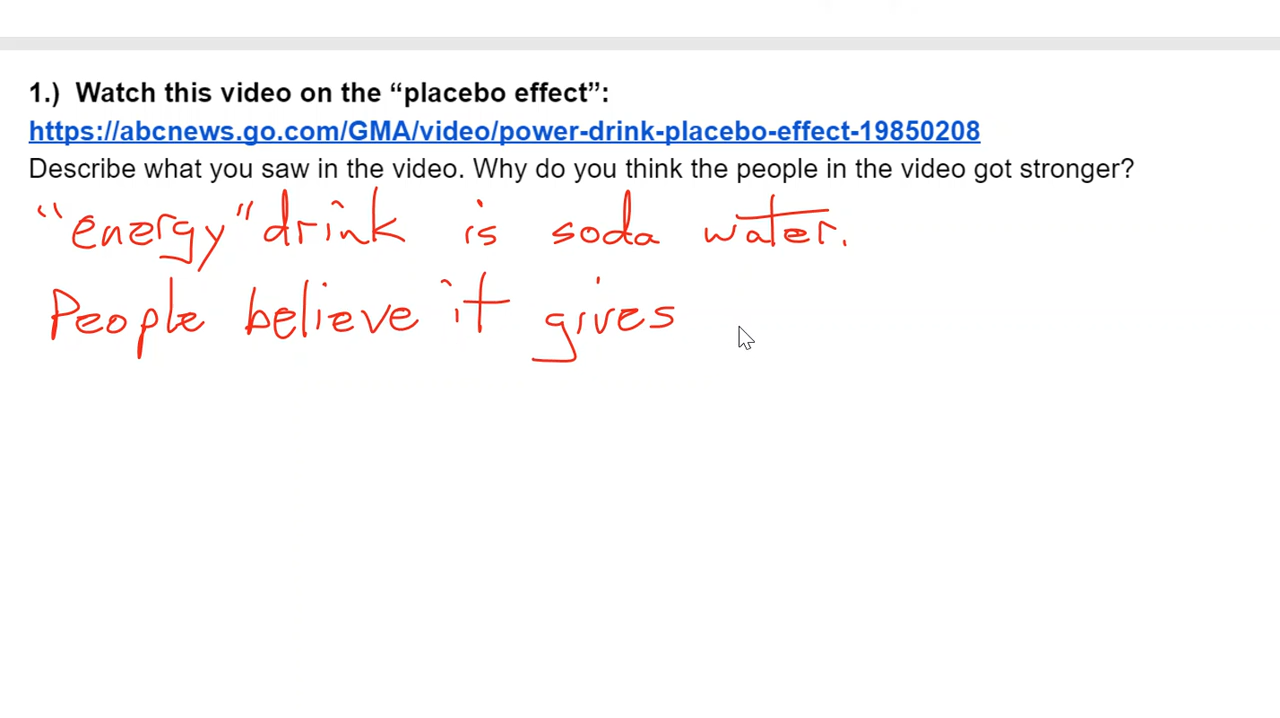 1.) Watch this video on the “placebo effect”:
https://abcnews.go.com/GMA/video/power-drink-placebo-effect-19850208
Describe what you saw in the video. Why do you think the people in the video got stronger?
“energy” drink is soda water.
People believe it gives